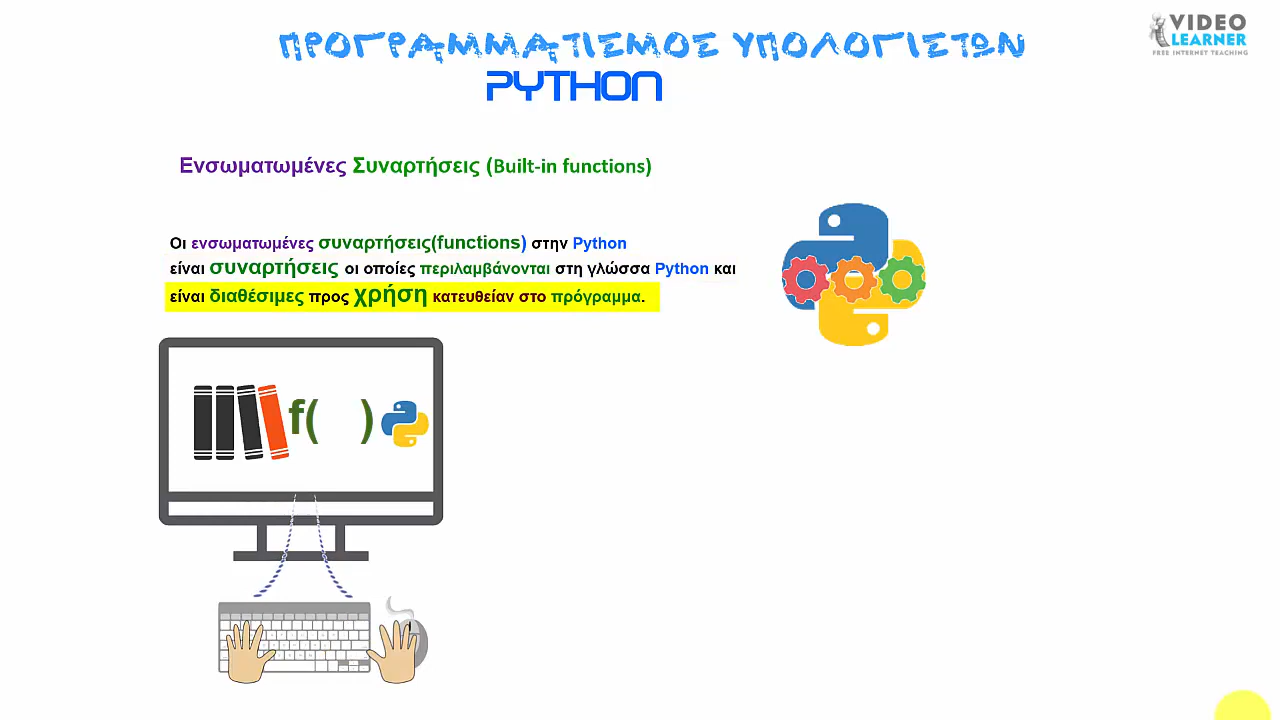 ΠΡΟΓΡΑΜΜΑΤΙΣΜΟΣ ΥΠΟΛΟΓΙΣΤΩΝ
PYTHON
VIDEO
LEARNER
FREE INTERNET TEACHING
Ενσωματωμένες Συναρτήσεις (Built-in functions)
Οι ενσωματωμένες συναρτήσεις(functions) στην Python
είναι συναρτήσεις οι οποίες περιλαμβάνονται στη γλώσσα Python και
είναι διαθέσιμες προς χρήση κατευθείαν στο πρόγραμμα.
f( )